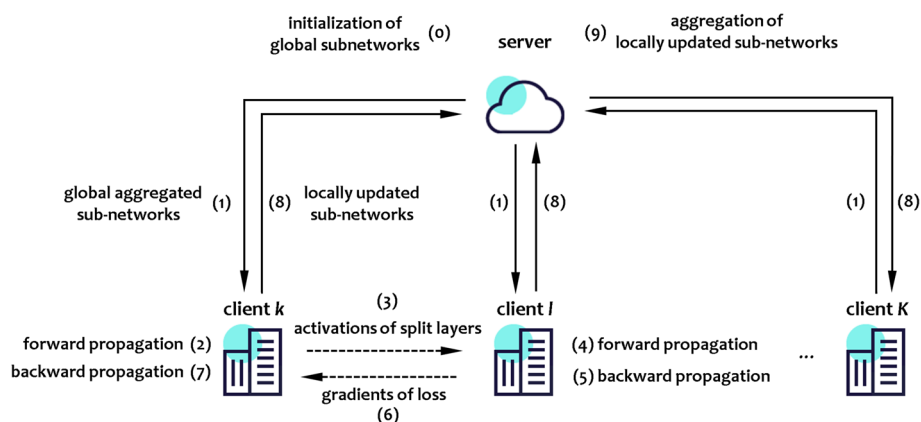 initialization of
global subnetworks
(0)
server
(9)
aggregation of
locally updated sub-networks
global aggregated
sub-networks
(1)
(8)
locally updated
sub-networks
(1)
(8)
(1)
(8)
client k
(3)
activations of split layers
client l
client K
forward propagation (2)
backward propagation (7)
gradients of loss
(6)
(4) forward propagation
(5) backward propagation
...